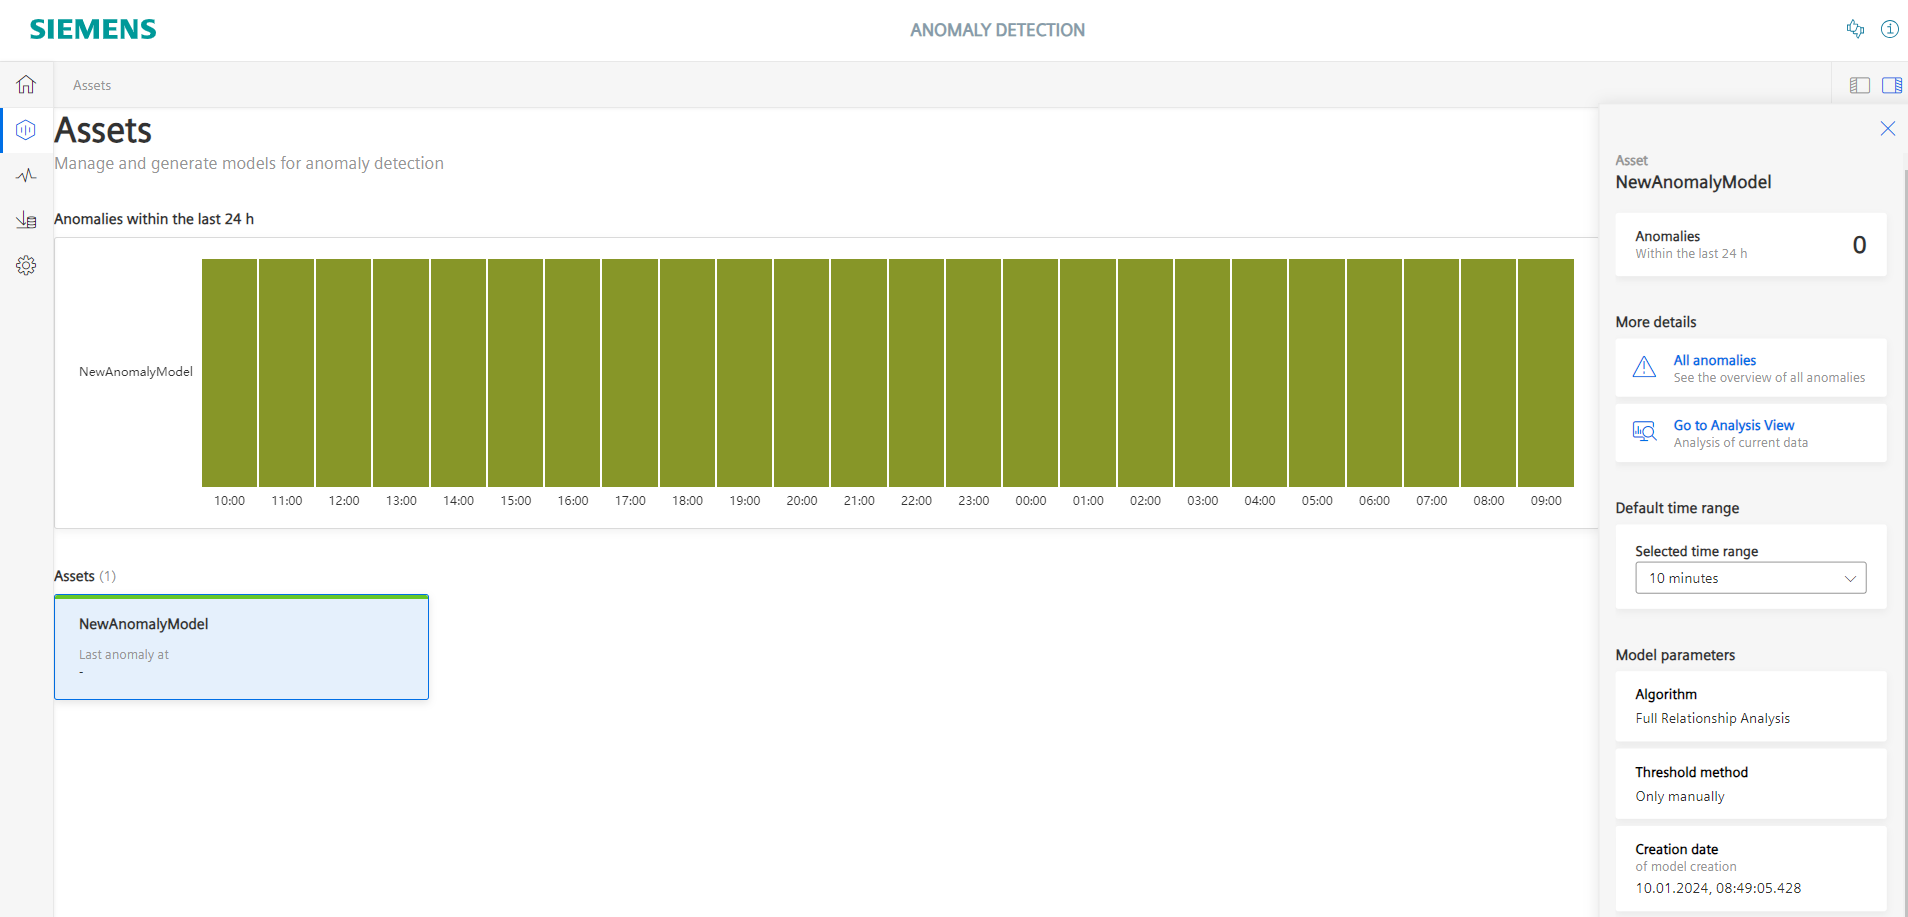 SIEMENS
ANOMALY DETECTION
Assets
Assets
Manage and generate models for anomaly detection
Anomalies within the last 24 h
NewAnomalyModel
10:00 11:00 12:00 13:00 14:00 15:00 16:00 17:00 18:00 19:00 20:00 21:00 22:00 23:00 00:00 01:00 02:00 03:00 04:00 05:00 06:00 07:00 08:00 09:00
Assets (1)
NewAnomalyModel
Last anomaly at
-
Asset
NewAnomalyModel
Anomalies
Within the last 24 h
0
More details
All anomalies
See the overview of all anomalies
Go to Analysis View
Analysis of current data
Default time range
Selected time range
10 minutes
Model parameters
Algorithm
Full Relationship Analysis
Threshold method
Only manually
Creation date
of model creation
10.01.2024, 08:49:05.428